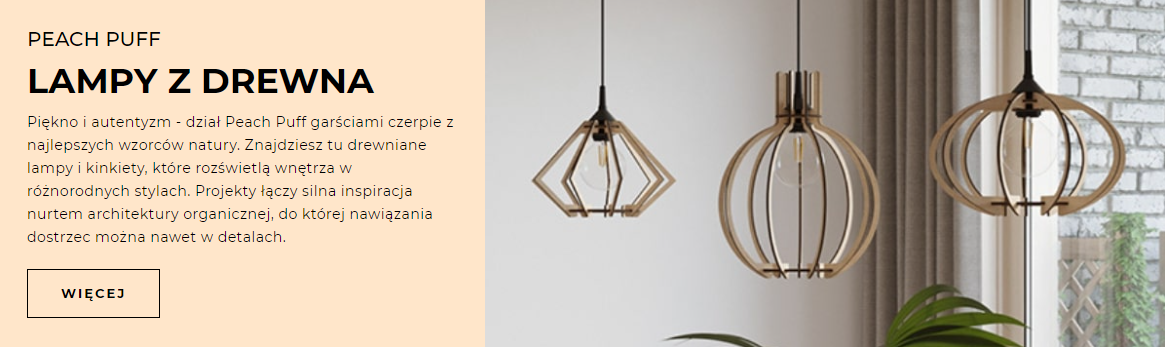 PEACH PUFF
LAMPY Z DREWNA
Piękno i autentyzm - dział Peach Puff garściami czerpie z
najlepszych wzorców natury. Znajdziesz tu drewniane
lampy i kinkiety, które rozświetlą wnętrza w
różnorodnych stylach. Projekty łączy silna inspiracja
nurtem architektury organicznej, do której nawiązania
dostrzec można nawet w detalach.
WIĘCEJ